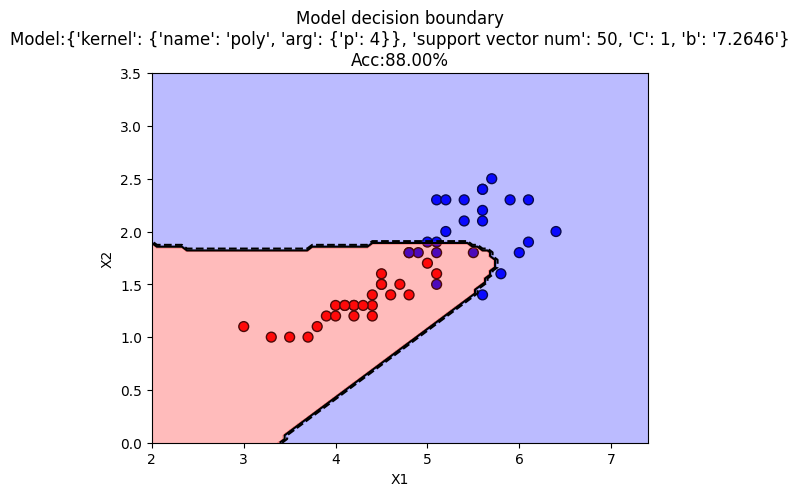 Model decision boundary
Model:{'kernel': {'name': 'poly', 'arg': {'p': 4}}, 'support vector num': 50, 'C': 1, 'b': '7.2646'}
Acc:88.00%
3.5
3.0
2.5
2.0
1.5
1.0
0.5
0.0
X2
2
3
4
5
6
7
X1